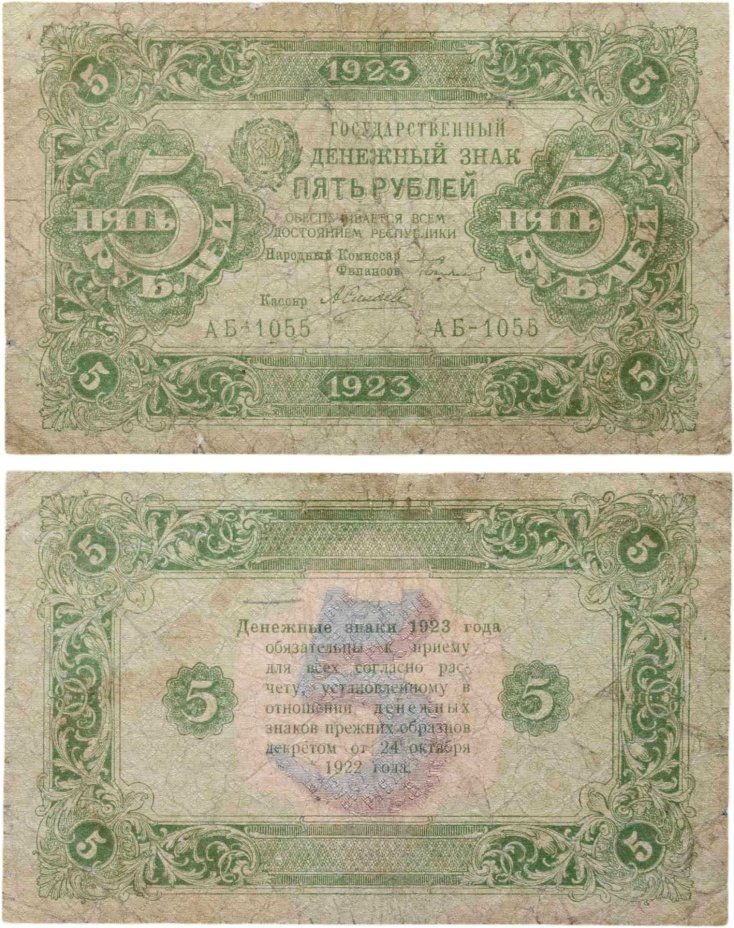 5 1923 5
ГОСУДАРСТВЕННЫЙ
ДЕНЕЖНЫЙ ЗНАК
ПЯТЬ РУБЛЕЙ
5 ПЯТЬ РУБЛЕЙ
5 ПЯТЬ РУБЛЕЙ
ОБЕСПЕЧИВАЕТСЯ ВСЕМ
ДОСТОЯНИЕМ РЕСПУБЛИКИ
Народный Комиссар
Финансов
Кассир
АБ-1055 АБ-1055
5 1923 5
5 5
Денежные знаки 1923 года
обязательны к приему
для всех согласно рас-
чету, установленному в
отношении денежных
знаков прежних образцов
декретом от 24 октября
1922 года.
5 5
5 5